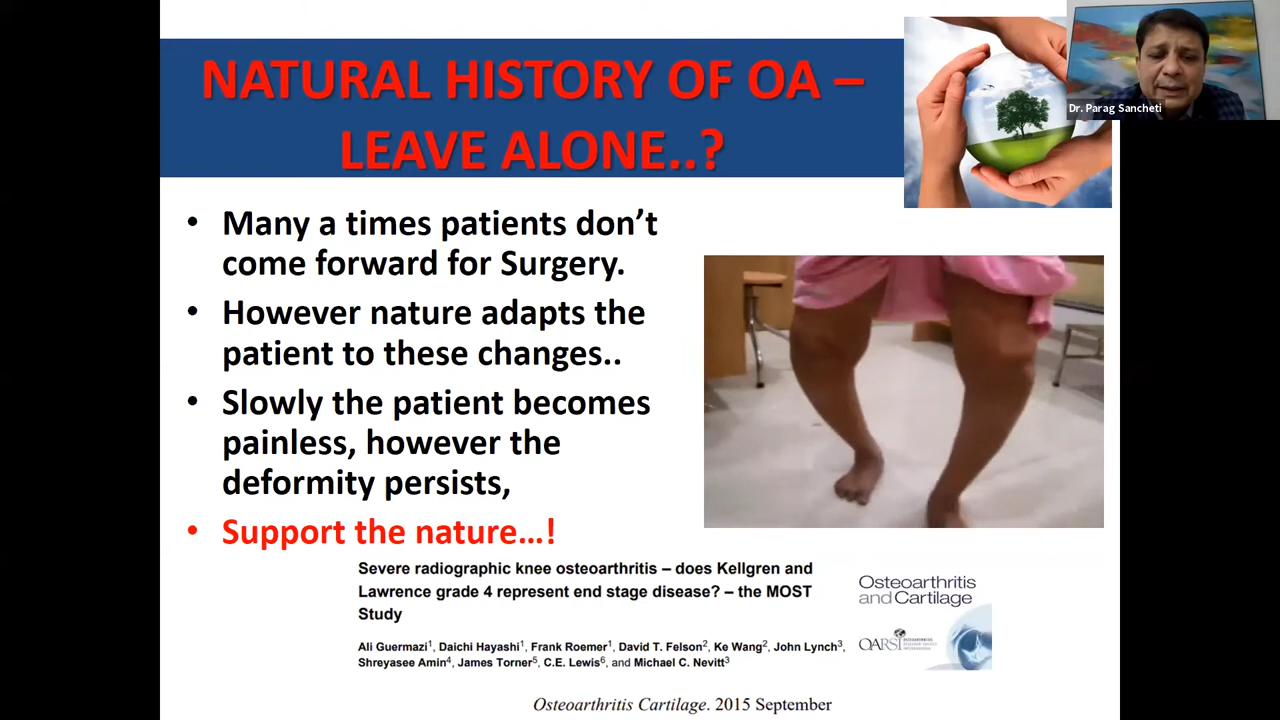 NATURAL HISTORY OF OA –
LEAVE ALONE..?
Dr. Parag Sancheti
• Many a times patients don’t
come forward for Surgery.
• However nature adapts the
patient to these changes..
• Slowly the patient becomes
painless, however the
deformity persists,
• Support the nature…!
Severe radiographic knee osteoarthritis – does Kellgren and
Lawrence grade 4 represent end stage disease? – the MOST
Study
Ali Guermazi1, Daichi Hayashi1, Frank Roemer1, David T. Felson2, Ke Wang2, John Lynch3,
Shreyasee Amin4, James Torner5, C.E. Lewis6, and Michael C. Nevitt3
Osteoarthritis
and Cartilage
OARSI
Osteoarthritis Cartilage. 2015 September